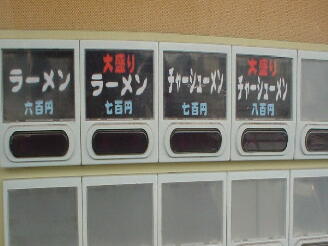 ラーメン
六百円
大盛り
ラーメン
七百円
チャーシューメン
七百円
大盛り
チャーシューメン
八百円